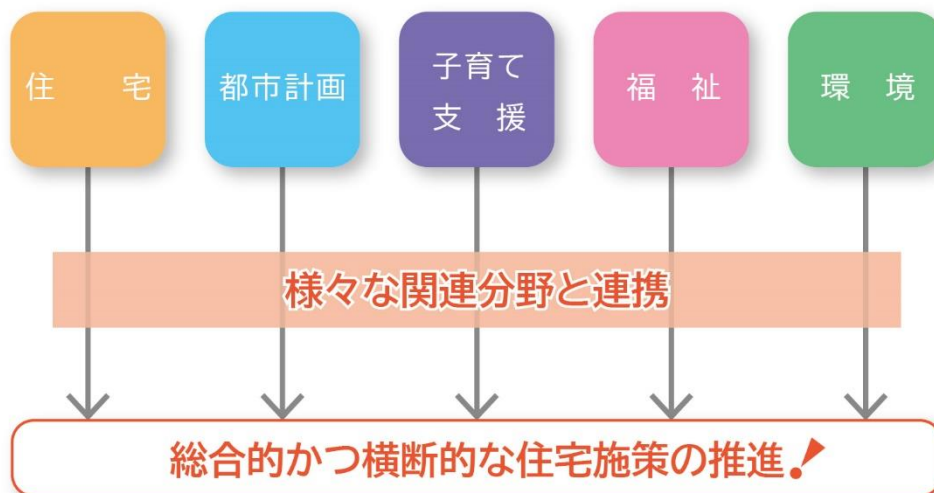 住　宅
都市計画
子育て
支　援
福　祉
環　境
様々な関連分野と連携
総合的かつ横断的な住宅施策の推進!